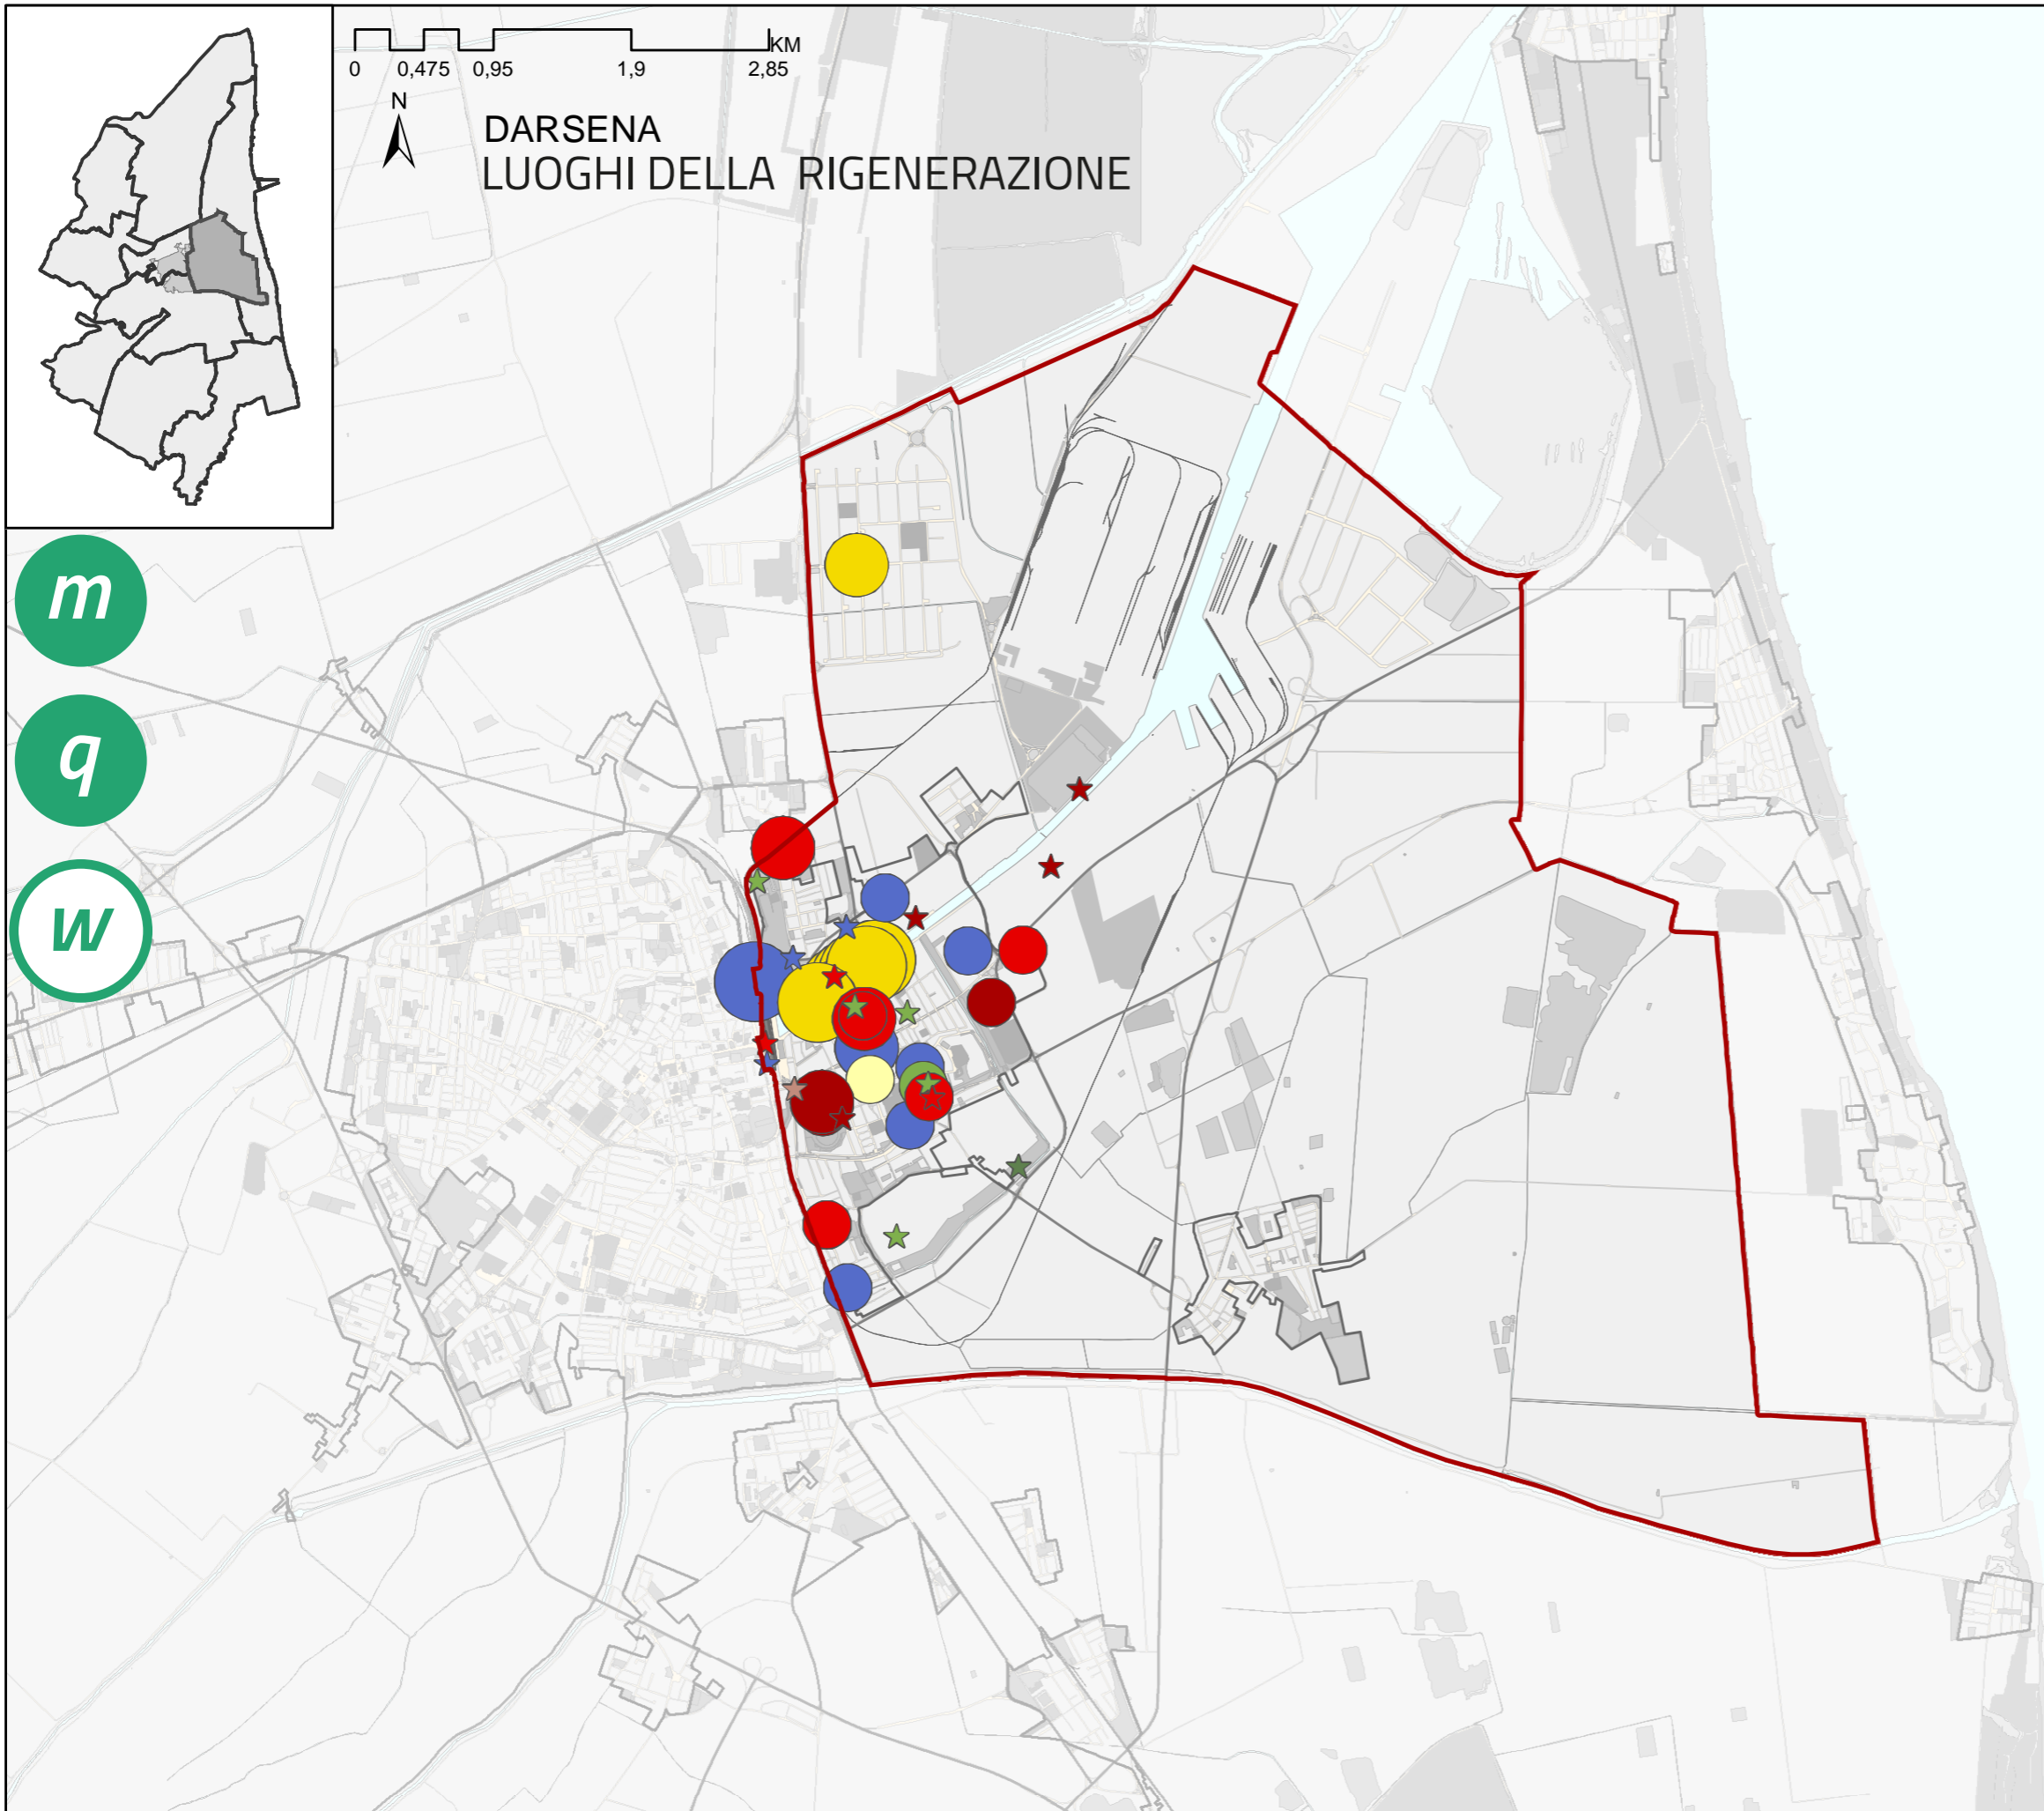 KM
0 0,475 0,95 1,9 2,85
N
DARSENA
LUOGHI DELLA RIGENERAZIONE
m
q
w